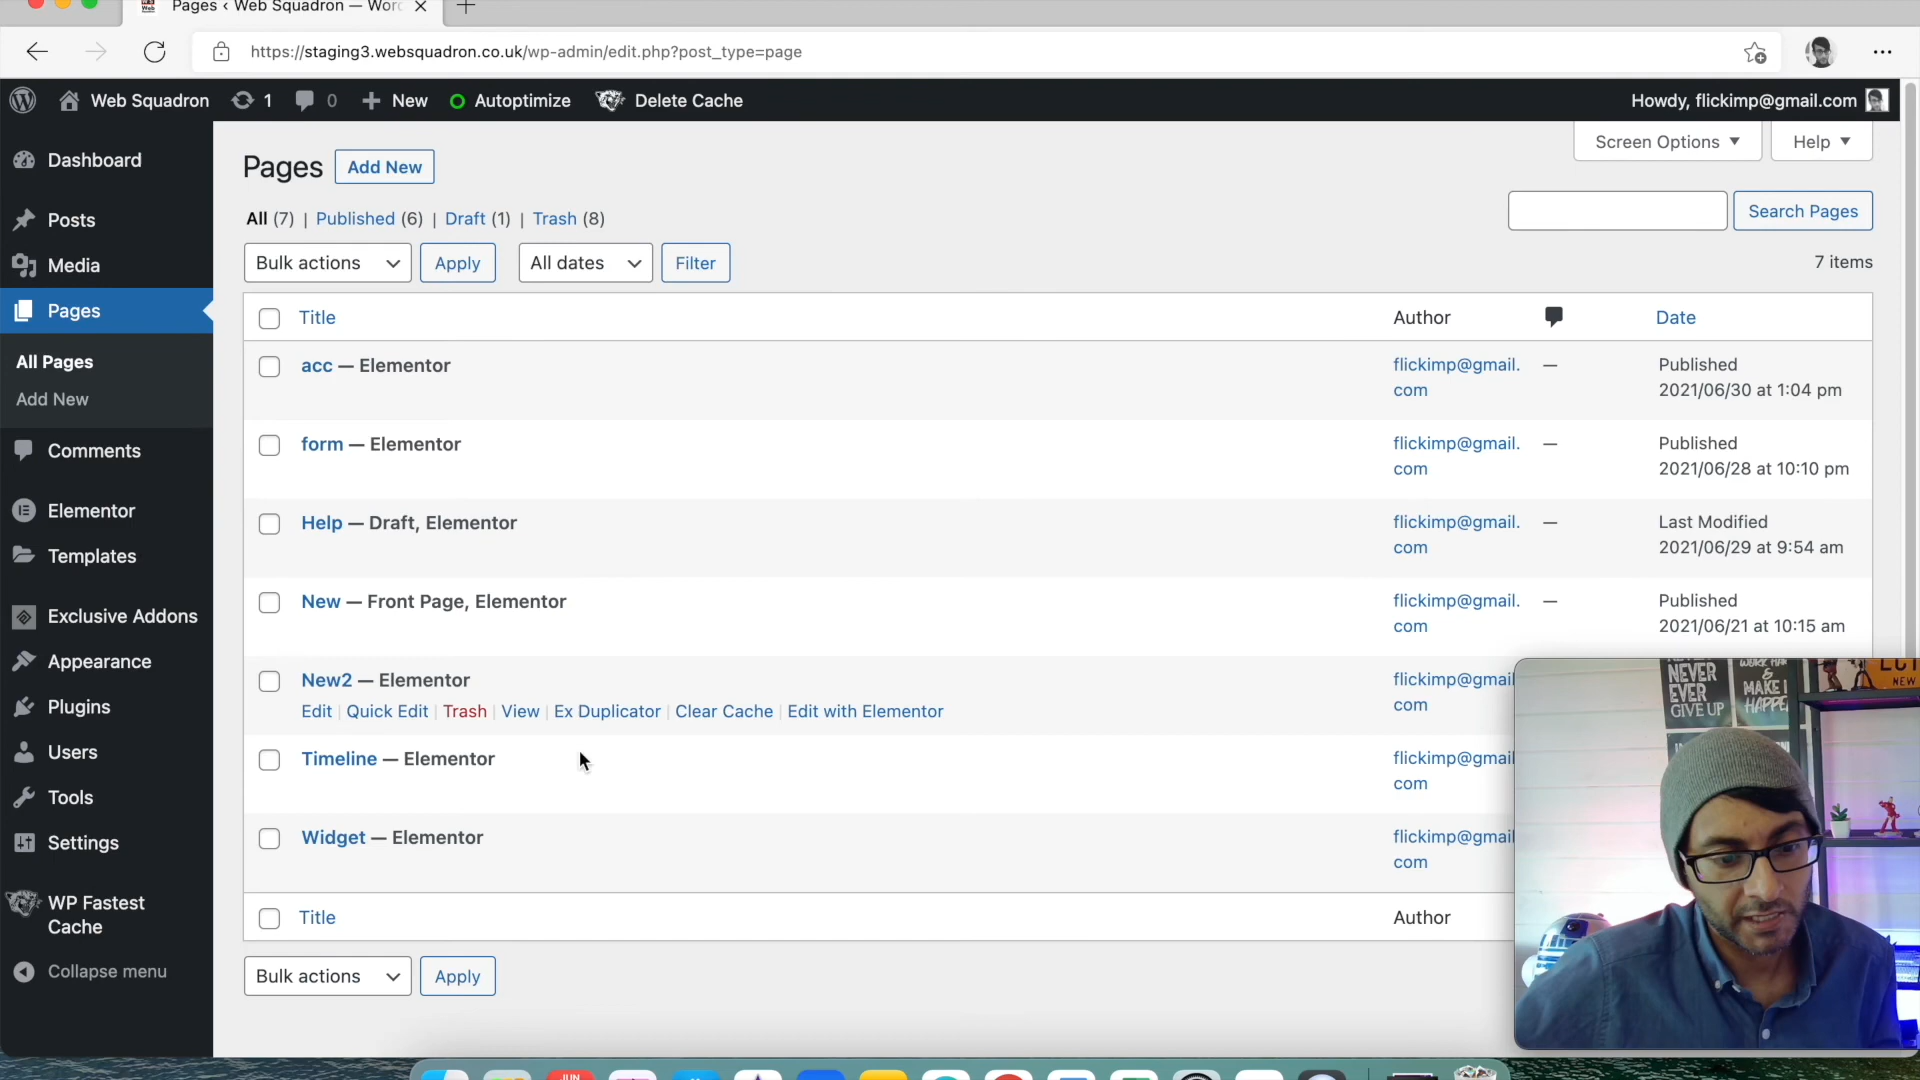 Pages < Web Squadron — Wor
https://staging3.websquadron.co.uk/wp-admin/edit.php?post_type=page
Web Squadron 1 0 New Autoptimize Delete Cache Howdy, flickimp@gmail.com
Dashboard
Posts
Media
Pages
All Pages
Add New
Comments
Elementor
Templates
Exclusive Addons
Appearance
Plugins
Users
Tools
Settings
WP Fastest
Cache
Collapse menu
Screen Options Help
Pages Add New
All (7) | Published (6) | Draft (1) | Trash (8)
Search Pages
Bulk actions Apply All dates Filter
7 items
Title Author Date
acc — Elementor
flickimp@gmail.
com
—
Published
2021/06/30 at 1:04 pm
form — Elementor
flickimp@gmail.
com
—
Published
2021/06/28 at 10:10 pm
Help — Draft, Elementor
flickimp@gmail.
com
—
Last Modified
2021/06/29 at 9:54 am
New — Front Page, Elementor
flickimp@gmail.
com
—
Published
2021/06/21 at 10:15 am
New2 — Elementor
Edit | Quick Edit | Trash | View | Ex Duplicator | Clear Cache | Edit with Elementor
flickimp@gmail
com
Timeline — Elementor
flickimp@gmail
com
Widget — Elementor
flickimp@gmail
com
Title Author
Bulk actions Apply
NEVER
EVER
GIVE UP
WORK HARD
&
MAKE I
HAPPE
NEW
JUN